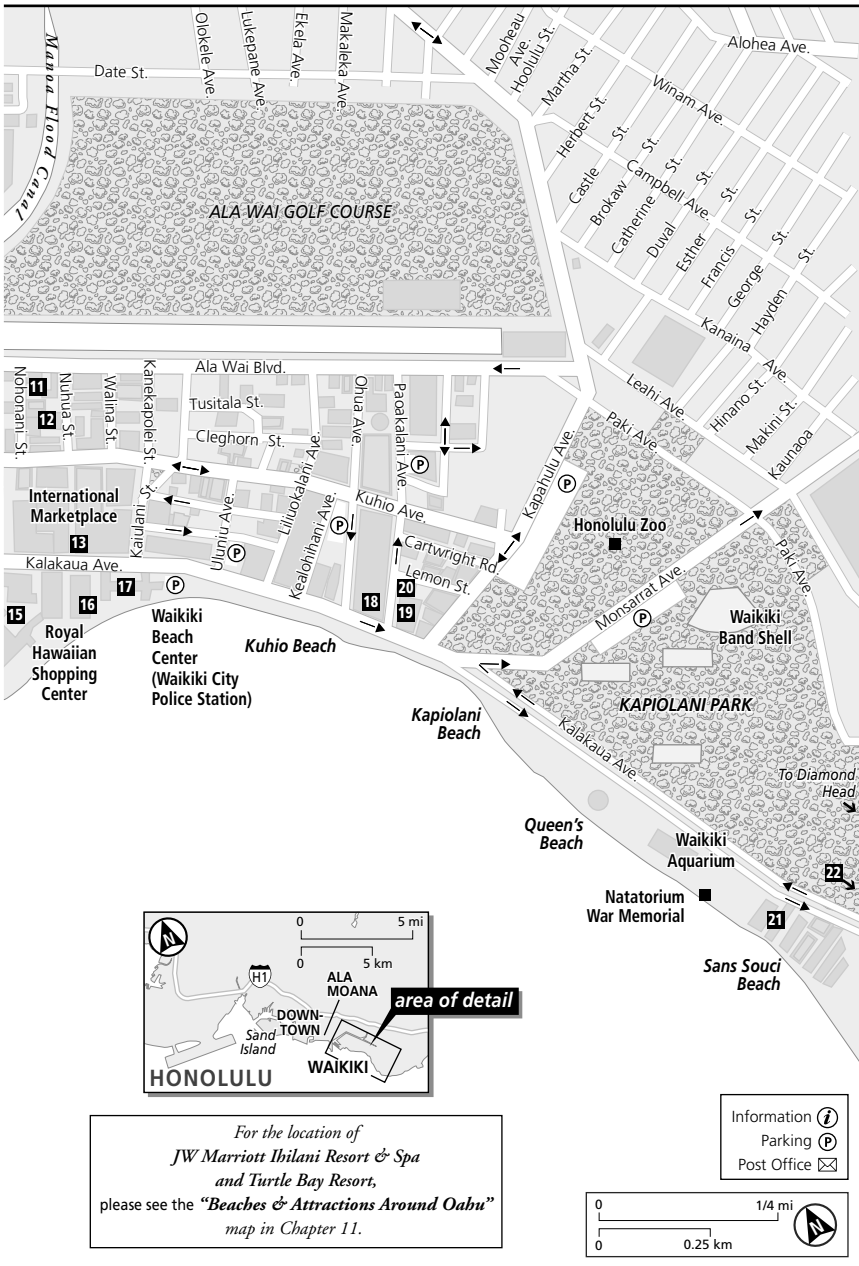 Manoa Flood Canal
Olokele Ave.
Lukepane Ave.
Ekela Ave.
Makaleka Ave.
Date St.
Mooheau
Ave.
Hoolulu St.
Martha St.
Alohea Ave.
Winam Ave.
Herbert St.
Castle St.
Brokaw St.
Catherine St.
Duval St.
Esther St.
Francis St.
George St.
Hayden St.
Campbell Ave.
Kanaina Ave.
ALA WAI GOLF COURSE
Ala Wai Blvd.
Leahi Ave.
Hinano St.
Makini St.
Kaunaoa
Paki Ave.
Nohonani St.
11
12
Nuhua St.
Walina St.
Kanekapolei St.
Tusitala St.
Cleghorn St.
Liliuokalani Ave.
Ohua Ave.
Paoakalani Ave.
P
Kapahulu Ave.
P
International
Marketplace
13
Kaiulani St.
Uluniu Ave.
P
Kealohihani Ave.
P
Kuhio Ave.
Cartwright Rd.
Lemon St.
Honolulu Zoo
Monsarrat Ave.
P
Paki Ave.
Kalakaua Ave.
15
16
17
P
18
20
19
Royal
Hawaiian
Shopping
Center
Waikiki
Beach
Center
(Waikiki City
Police Station)
Kuhio Beach
Waikiki
Band Shell
Kapiolani
Beach
KAPIOLANI PARK
Kalakaua Ave.
To Diamond
Head
Queen's
Beach
Waikiki
Aquarium
22
Natatorium
War Memorial
21
Sans Souci
Beach
N
0 5 mi
0 5 km
H1
ALA
MOANA
area of detail
DOWN-
TOWN
Sand
Island
WAIKIKI
HONOLULU
For the location of
JW Marriott Ihilani Resort & Spa
and Turtle Bay Resort,
please see the “Beaches & Attractions Around Oahu”
map in Chapter 11.
Information i
Parking P
Post Office
0 1/4 mi
0 0.25 km
N